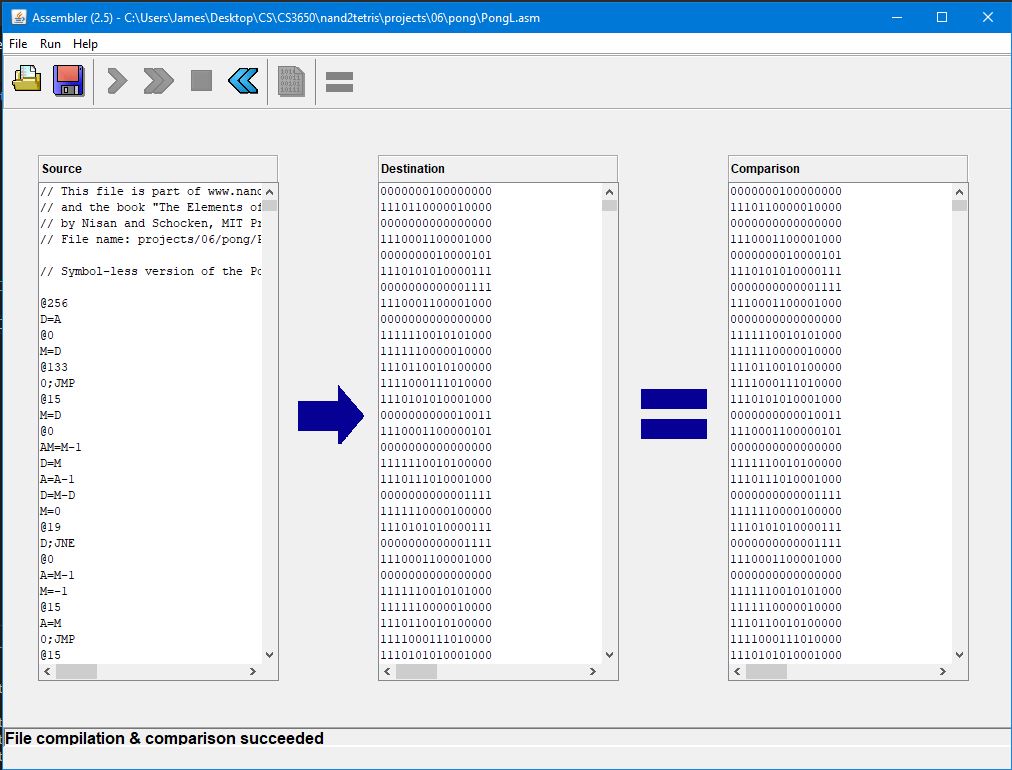 Assembler (2.5) - C:\Users\James\Desktop\CS\CS3650\nand2tetris\projects\06\pong\PongL.asm
File Run Help
Source
// This file is part of www.nand
// and the book "The Elements of
// by Nisan and Schocken, MIT Pr
// File name: projects/06/pong/P
// Symbol-less version of the Po
@256
D=A
@0
M=D
@133
0;JMP
@15
M=D
@0
AM=M-1
D=M
A=A-1
D=M-D
M=0
@19
D;JNE
@0
A=M-1
M=-1
@15
A=M
0;JMP
@15
Destination
0000000100000000
1110110000010000
0000000000000000
1110001100001000
0000000010000101
1110101010000111
0000000000001111
1110001100001000
0000000000000000
1111110010101000
1111110000010000
1110110010100000
1111000111010000
1110101010001000
0000000000010011
1110001100000101
0000000000000000
1111110010100000
1110111010001000
0000000000001111
1111110000100000
1110101010000111
0000000000001111
1110001100001000
0000000000000000
1111110010101000
1111110000010000
1110110010100000
1111000111010000
1110101010001000
Comparison
0000000100000000
1110110000010000
0000000000000000
1110001100001000
0000000010000101
1110101010000111
0000000000001111
1110001100001000
0000000000000000
1111110010101000
1111110000010000
1110110010100000
1111000111010000
1110101010001000
0000000000010011
1110001100000101
0000000000000000
1111110010100000
1110111010001000
0000000000001111
1111110000100000
1110101010000111
0000000000001111
1110001100001000
0000000000000000
1111110010101000
1111110000010000
1110110010100000
1111000111010000
1110101010001000
File compilation & comparison succeeded